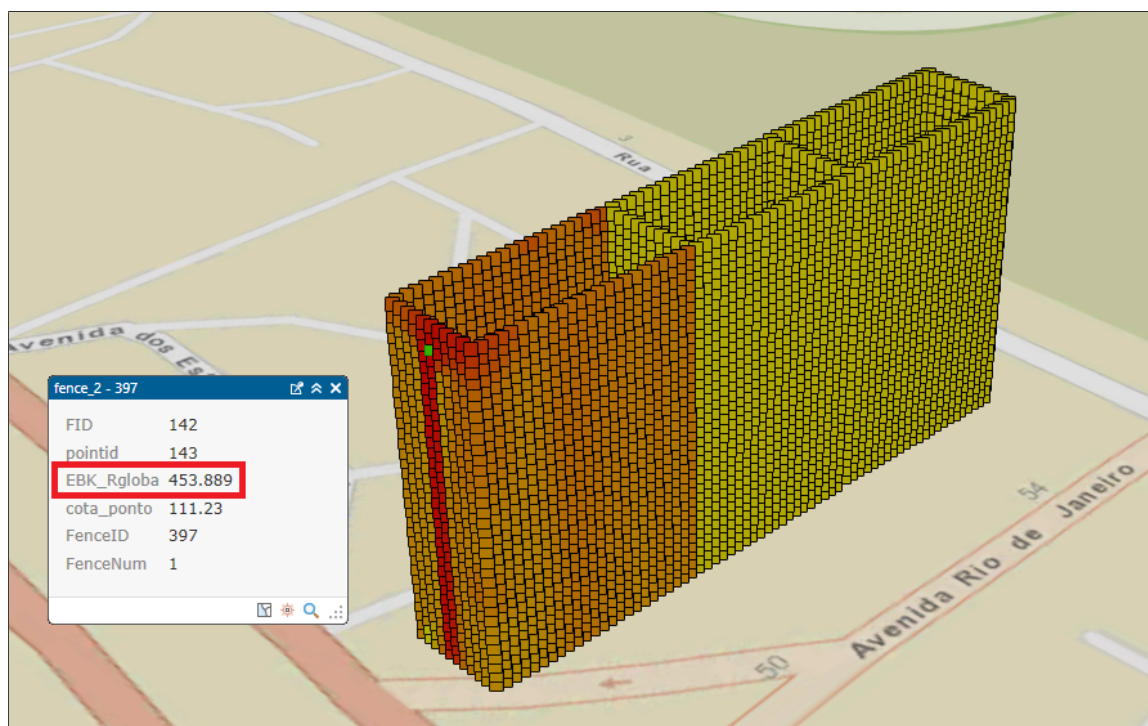 3
Rua
Avenida dos Es
fence_2 - 397
FID 142
pointid 143
EBK_Rgloba 453.889
cota_ponto 111.23
FenceID 397
FenceNum 1
54
Avenida Rio de Janeiro
50